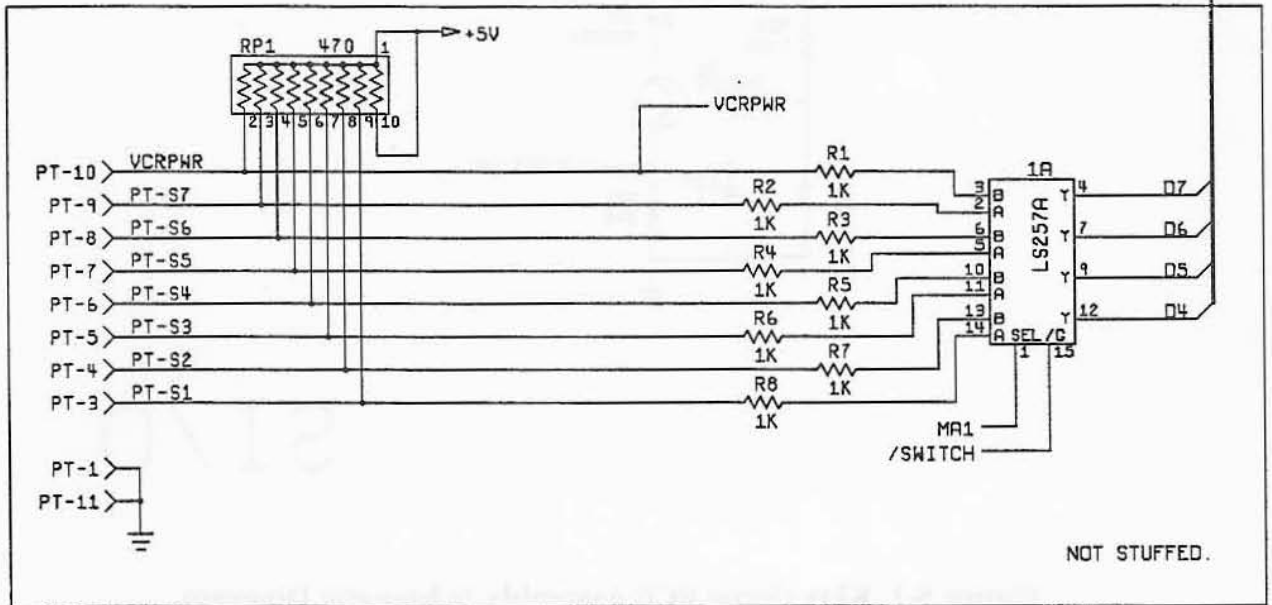 RP1 470 1
+5V
2 3 4 5 6 7 8 9 10
VCRPWR
PT-10 VCRPWR
PT-9 PT-S7
PT-8 PT-S6
PT-7 PT-S5
PT-6 PT-S4
PT-5 PT-S3
PT-4 PT-S2
PT-3 PT-S1
PT-1
PT-11
R1
1K
R2
1K
R3
1K
R4
1K
R5
1K
R6
1K
R7
1K
R8
1K
1A
LS257A
3 B Y 4 D7
2 A
6 B Y 7 D6
5 A
10 B Y 9 D5
11 A
13 B Y 12 D4
14 A SEL /G
1 15
MA1
/SWITCH
NOT STUFFED.